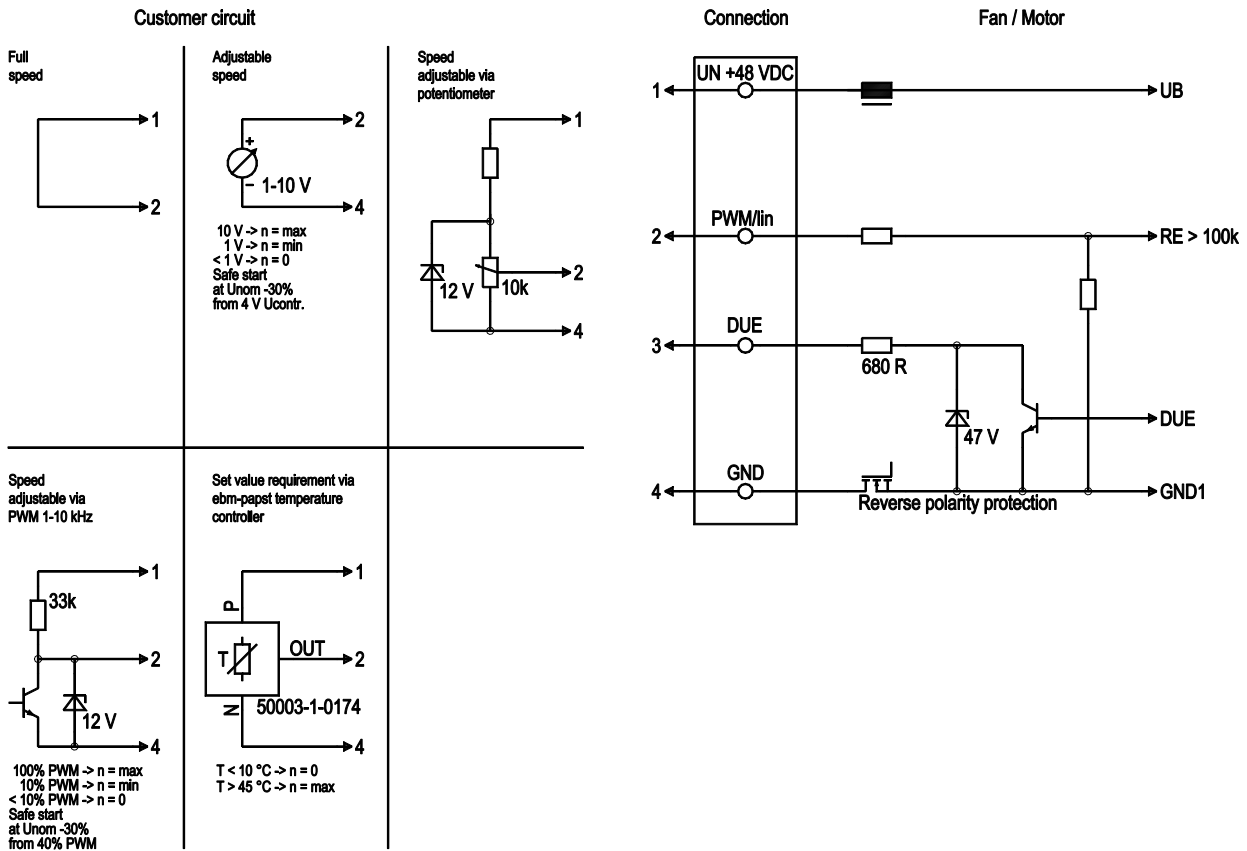 Customer circuit
Connection
Fan / Motor
Full
speed
1
2
Adjustable
speed
2
+
–
1-10 V
4
10 V -> n = max
1 V -> n = min
< 1 V -> n = 0
Safe start
at Unom -30%
from 4 V Ucontr.
Speed
adjustable via
potentiometer
1
12 V
10k
2
4
Speed
adjustable via
PWM 1-10 kHz
1
33k
2
12 V
4
100% PWM -> n = max
10% PWM -> n = min
< 10% PWM -> n = 0
Safe start
at Unom -30%
from 40% PWM
Set value requirement via
ebm-papst temperature
controller
1
P
T
OUT
2
N
50003-1-0174
4
T < 10 °C -> n = 0
T > 45 °C -> n = max
UN +48 VDC
1
UB
PWM/lin
2
RE > 100k
DUE
3
680 R
47 V
DUE
GND
4
GND1
Reverse polarity protection